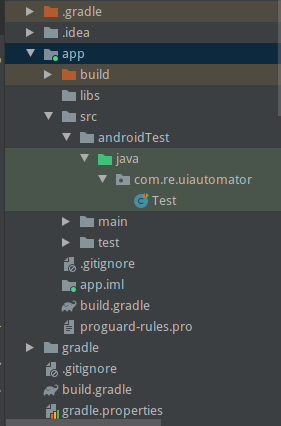 .gradle
.idea
app
build
libs
src
androidTest
java
com.re.uiautomator
Test
main
test
.gitignore
app.iml
build.gradle
proguard-rules.pro
gradle
.gitignore
build.gradle
gradle.properties